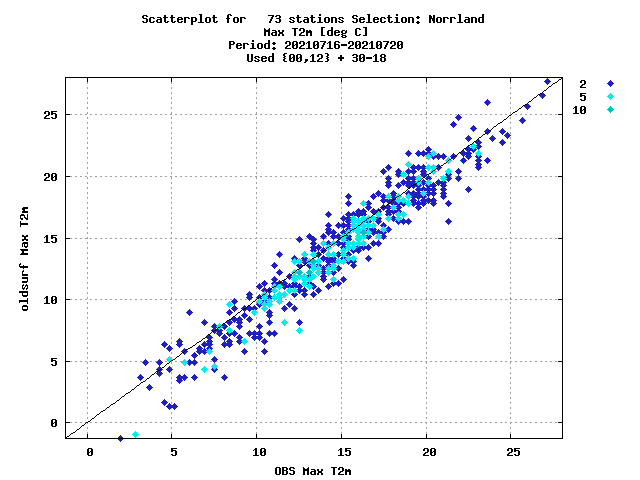 Scatterplot for   73 stations Selection: Norrland
Max T2m [deg C]
Period: 20210716-20210720
Used {00,12} + 30-18
2
5
10
25
20
15
10
5
0
oldsurf Max T2m
0 5 10 15 20 25
OBS Max T2m